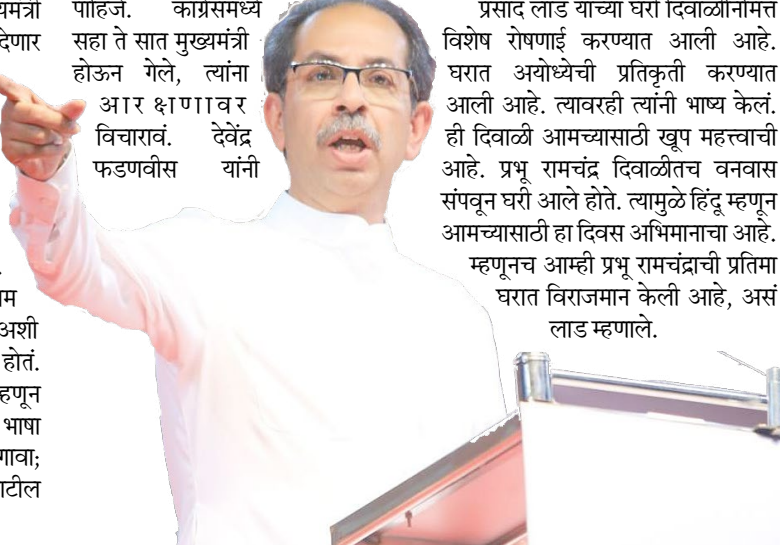 यमंत्री
देणार
म
अशी
होतं.
हणून
भाषा
गावा;
ाटील
पाहिजे. काँग्रेसमध्ये
सहा ते सात मुख्यमंत्री
होऊन गेले, त्यांना
आरक्षणावर
विचारावं. देवेंद्र
फडणवीस यांनी
प्रसाद लाड यांच्या घरी दिवाळीनिमित्त
विशेष रोषणाई करण्यात आली आहे.
घरात अयोध्येची प्रतिकृती करण्यात
आली आहे. त्यावरही त्यांनी भाष्य केलं.
ही दिवाळी आमच्यासाठी खूप महत्त्वाची
आहे. प्रभू रामचंद्र दिवाळीतच वनवास
संपवून घरी आले होते. त्यामुळे हिंदू म्हणून
आमच्यासाठी हा दिवस अभिमानाचा आहे.
म्हणूनच आम्ही प्रभू रामचंद्राची प्रतिमा
घरात विराजमान केली आहे, असं
लाड म्हणाले.